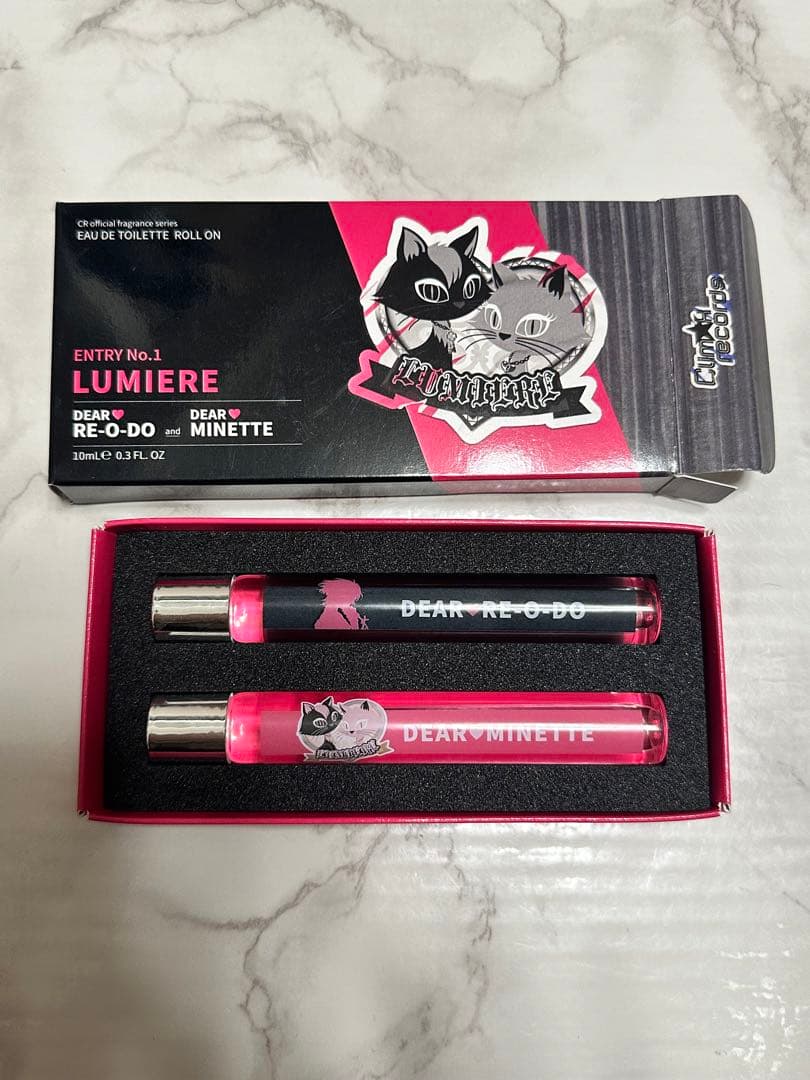 CR official fragrance series
EAU DE TOILETTE ROLL ON
ENTRY No.1
LUMIERE
DEAR♥
RE-O-DO and DEAR♥
MINETTE
10mL℮ 0.3 FL. OZ
LUMIERE
records
DEAR♥RE-O-DO
LUMIERE
DEAR♥MINETTE